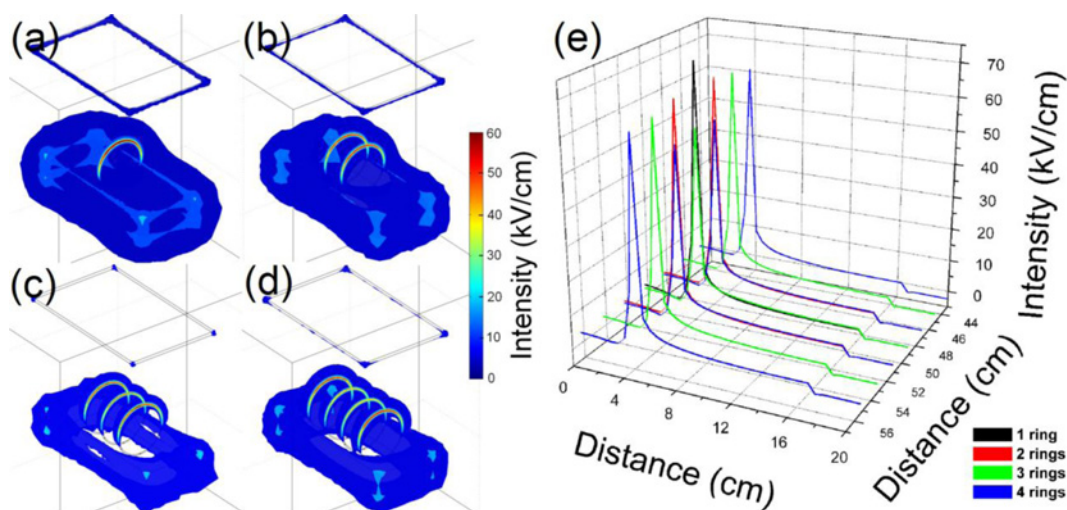 (a)
(b)
(c)
(d)
60
50
40
30
20
10
0
Intensity (kV/cm)
(e)
70
60
50
40
30
20
10
0
Intensity (kV/cm)
44
46
48
50
52
54
56
Distance (cm)
0
4
8
12
16
20
Distance (cm)
1 ring
2 rings
3 rings
4 rings